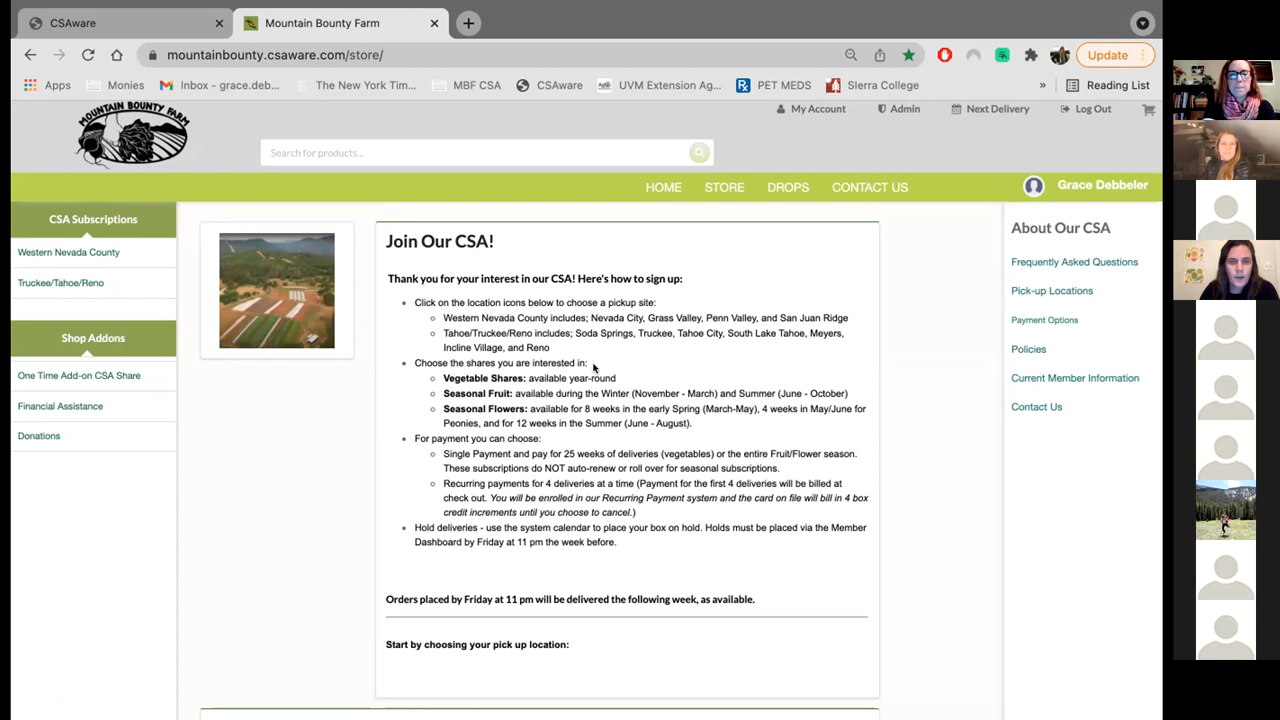 CSAware
Mountain Bounty Farm
mountainbounty.csaware.com/store/
Update
Apps
Monies
Inbox - grace.deb...
The New York Tim...
MBF CSA
CSAware
UVM Extension Ag...
PET MEDS
SIerra College
»
Reading List
MOUNTAIN BOUNTY FARM
My Account
Admin
Next Delivery
Log Out
Search for products...
HOME
STORE
DROPS
CONTACT US
Grace Debbeler
CSA Subscriptions
Western Nevada County
Truckee/Tahoe/Reno
Shop Addons
One Time Add-on CSA Share
Financial Assistance
Donations
Join Our CSA!
Thank you for your interest in our CSA! Here's how to sign up:
• Click on the location icons below to choose a pickup site:
○ Western Nevada County includes; Nevada City, Grass Valley, Penn Valley, and San Juan Ridge
○ Tahoe/Truckee/Reno includes; Soda Springs, Truckee, Tahoe City, South Lake Tahoe, Meyers,
Incline Village, and Reno
• Choose the shares you are interested in:
○ Vegetable Shares: available year-round
○ Seasonal Fruit: available during the Winter (November - March) and Summer (June - October)
○ Seasonal Flowers: available for 8 weeks in the early Spring (March-May), 4 weeks in May/June for
Peonies, and for 12 weeks in the Summer (June - August).
• For payment you can choose:
○ Single Payment and pay for 25 weeks of deliveries (vegetables) or the entire Fruit/Flower season.
These subscriptions do NOT auto-renew or roll over for seasonal subscriptions.
○ Recurring payments for 4 deliveries at a time (Payment for the first 4 deliveries will be billed at
check out. You will be enrolled in our Recurring Payment system and the card on file will bill in 4 box
credit increments until you choose to cancel.)
• Hold deliveries - use the system calendar to place your box on hold. Holds must be placed via the Member
Dashboard by Friday at 11 pm the week before.
Orders placed by Friday at 11 pm will be delivered the following week, as available.
Start by choosing your pick up location:
About Our CSA
Frequently Asked Questions
Pick-up Locations
Payment Options
Policies
Current Member Information
Contact Us